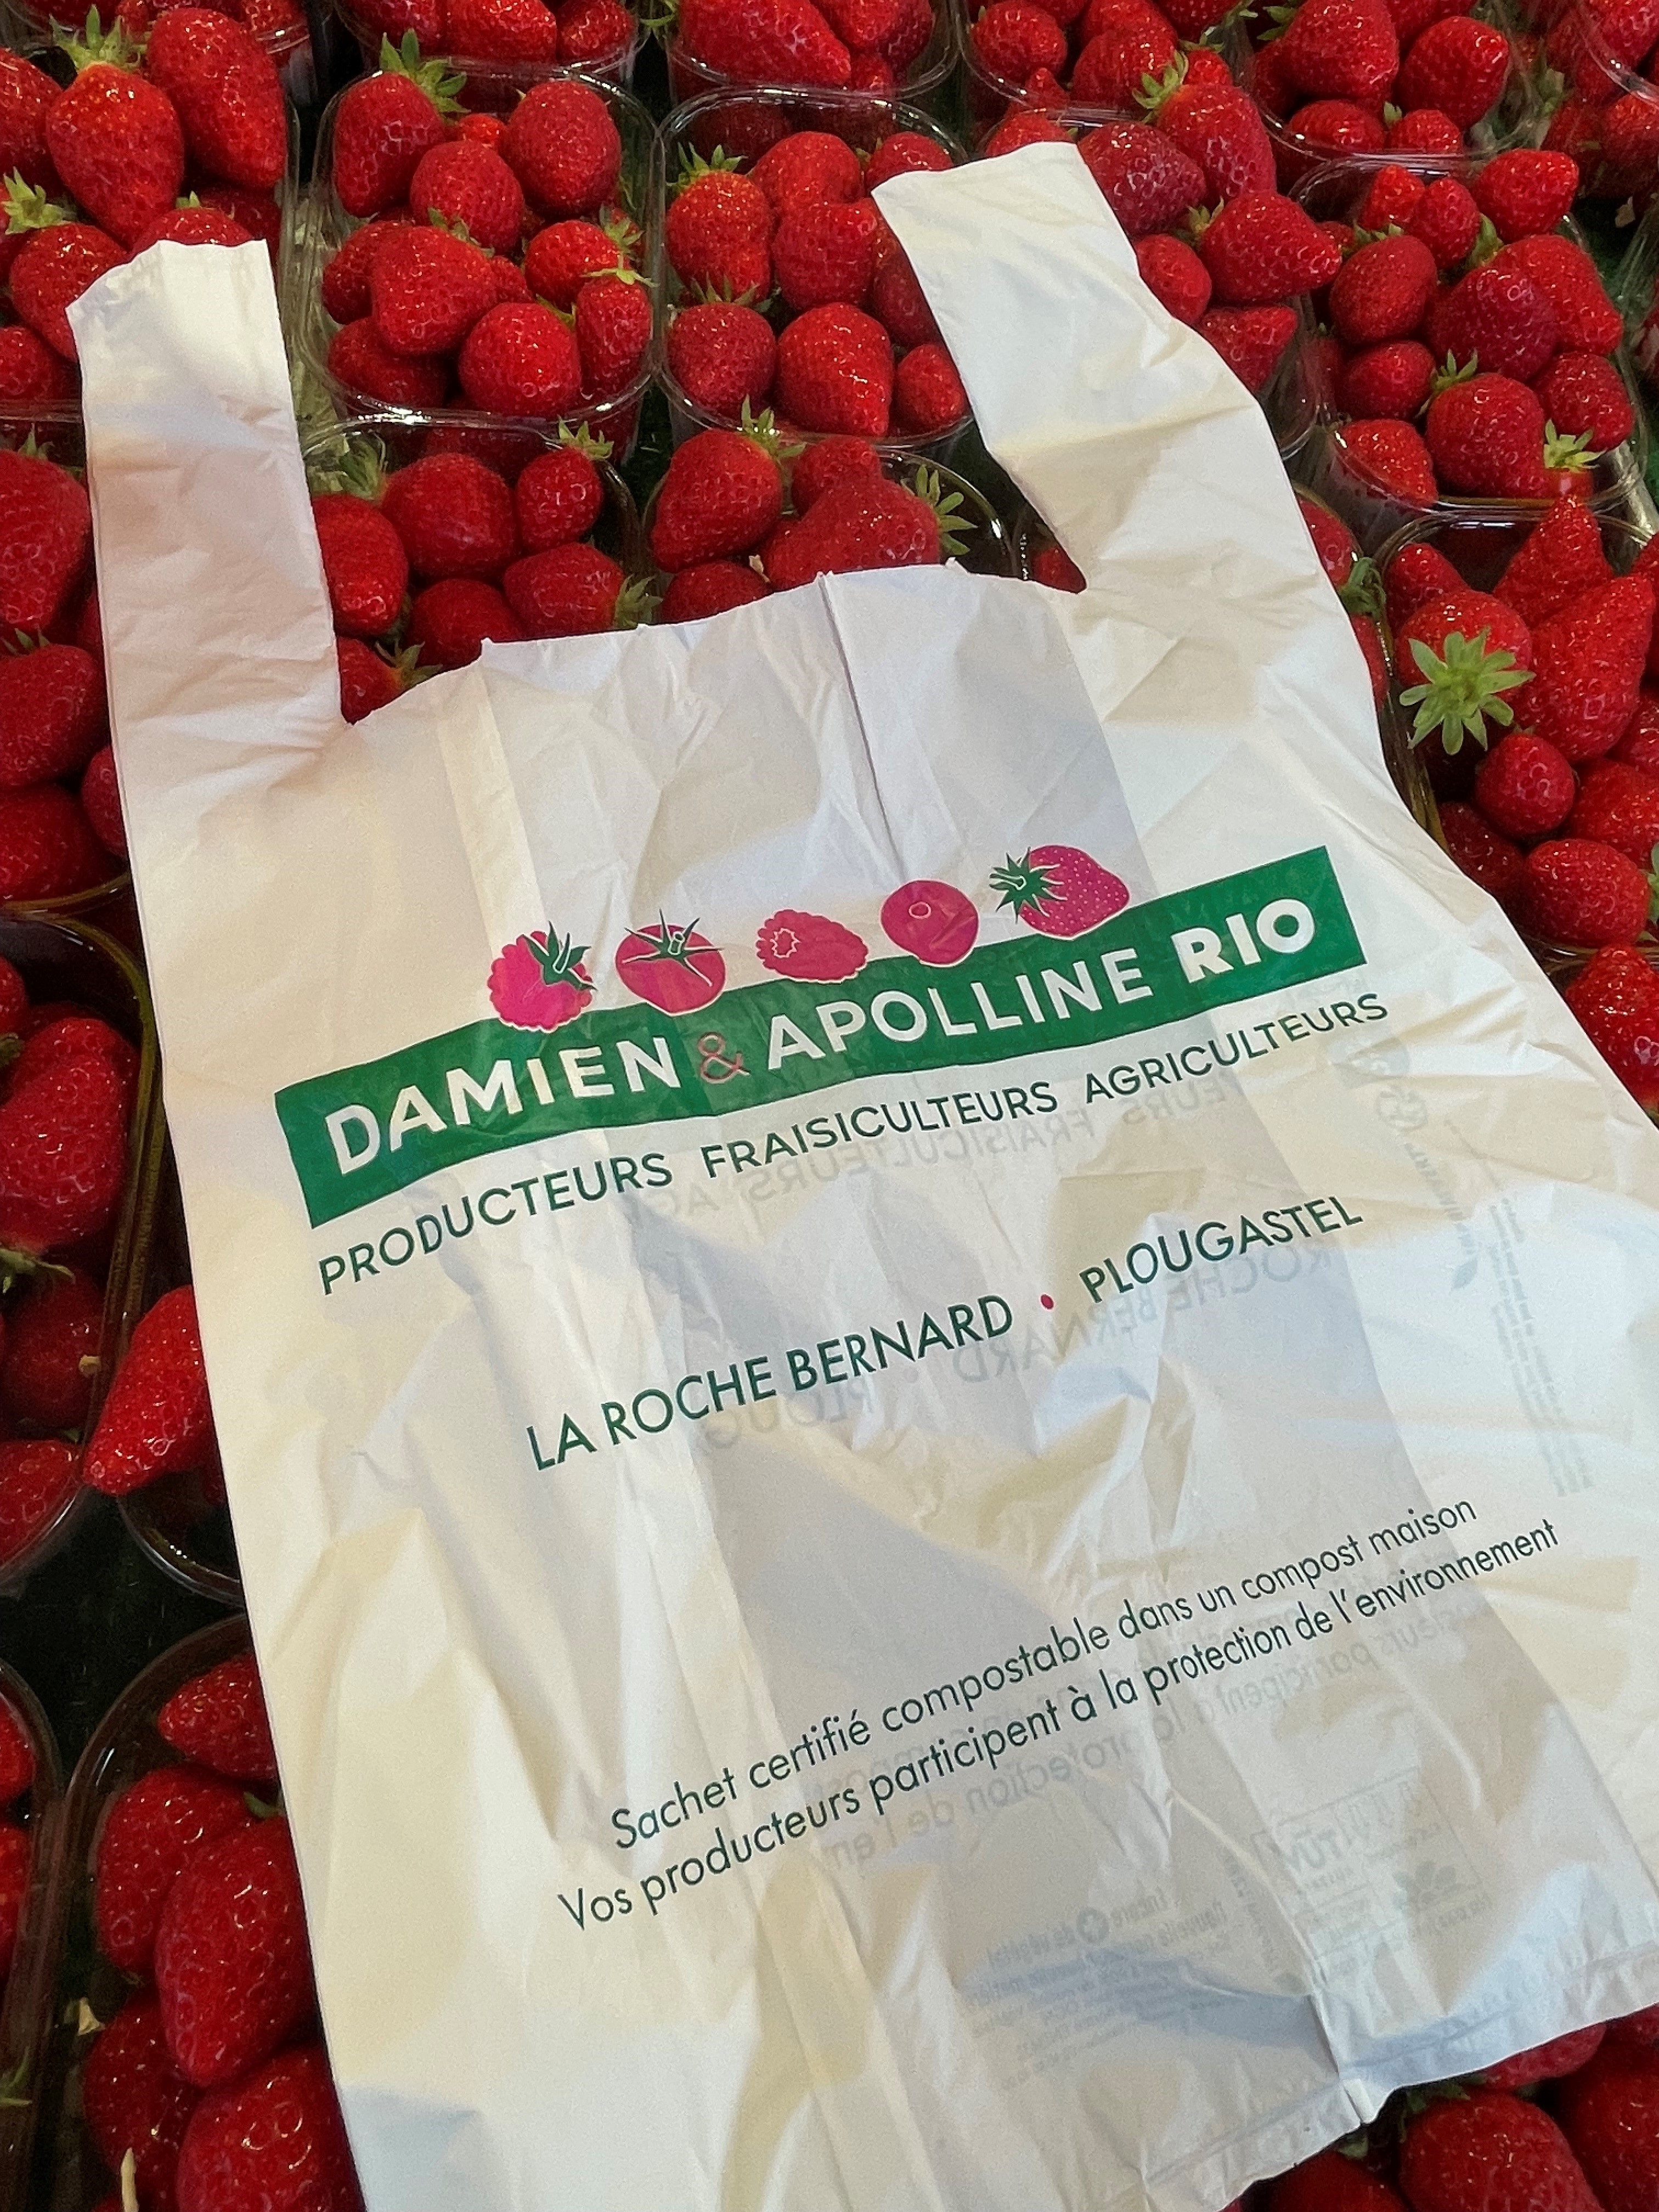 DAMIEN & APOLLINE RIO
PRODUCTEURS FRAISICULTEURS AGRICULTEURS
LA ROCHE BERNARD • PLOUGASTEL
Sachet certifié compostable dans un compost maison
Vos producteurs participent à la protection de l'environnement